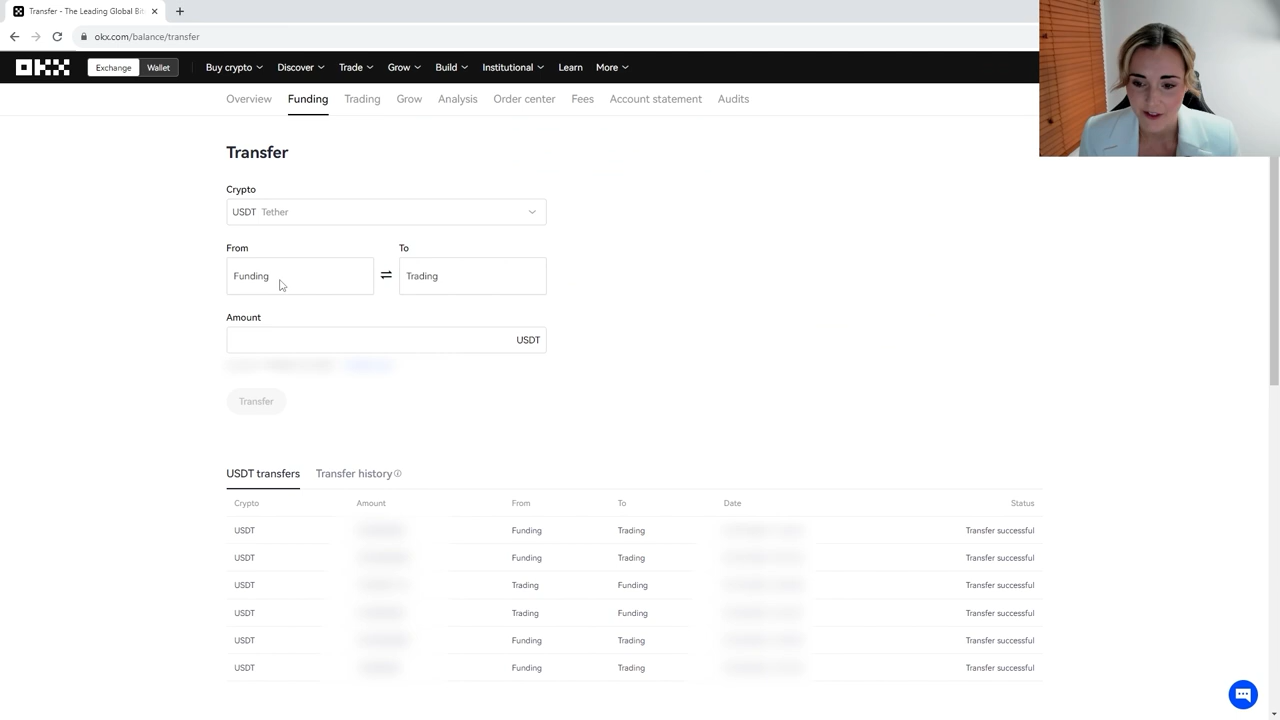 Transfer - The Leading Global Bit
okx.com/balance/transfer
OKX Exchange Wallet Buy crypto Discover Trade Grow Build Institutional Learn More
Overview Funding Trading Grow Analysis Order center Fees Account statement Audits
Transfer
Crypto
USDT Tether
From To
Funding Trading
Amount
USDT
Transfer
USDT transfers Transfer history
Crypto Amount From To Date Status
USDT Funding Trading Transfer successful
USDT Funding Trading Transfer successful
USDT Trading Funding Transfer successful
USDT Trading Funding Transfer successful
USDT Funding Trading Transfer successful
USDT Funding Trading Transfer successful